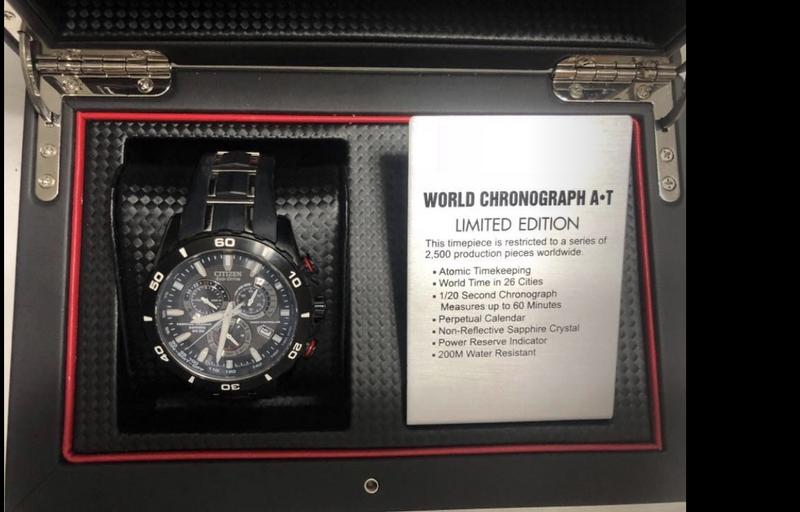 60
CITIZEN
Eco-Drive
50
10
40
20
30
WORLD CHRONOGRAPH A•T
LIMITED EDITION
This timepiece is restricted to a series of
2,500 production pieces worldwide.
• Atomic Timekeeping
• World Time in 26 Cities
• 1/20 Second Chronograph
Measures up to 60 Minutes
• Perpetual Calendar
• Non-Reflective Sapphire Crystal
• Power Reserve Indicator
• 200M Water Resistant